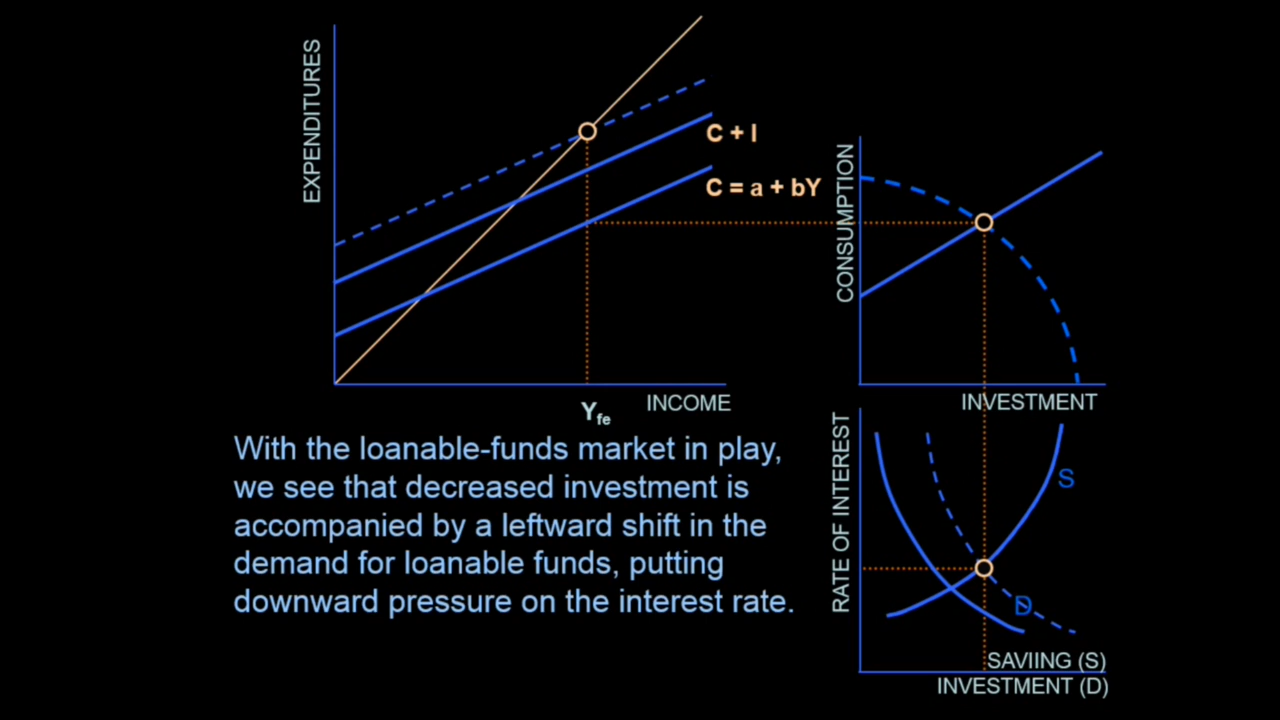 EXPENDITURES
C + I
C = a + bY
INCOME
Yfe
CONSUMPTION
INVESTMENT
With the loanable-funds market in play,
we see that decreased investment is
accompanied by a leftward shift in the
demand for loanable funds, putting
downward pressure on the interest rate.
RATE OF INTEREST
S
D
SAVIING (S)
INVESTMENT (D)